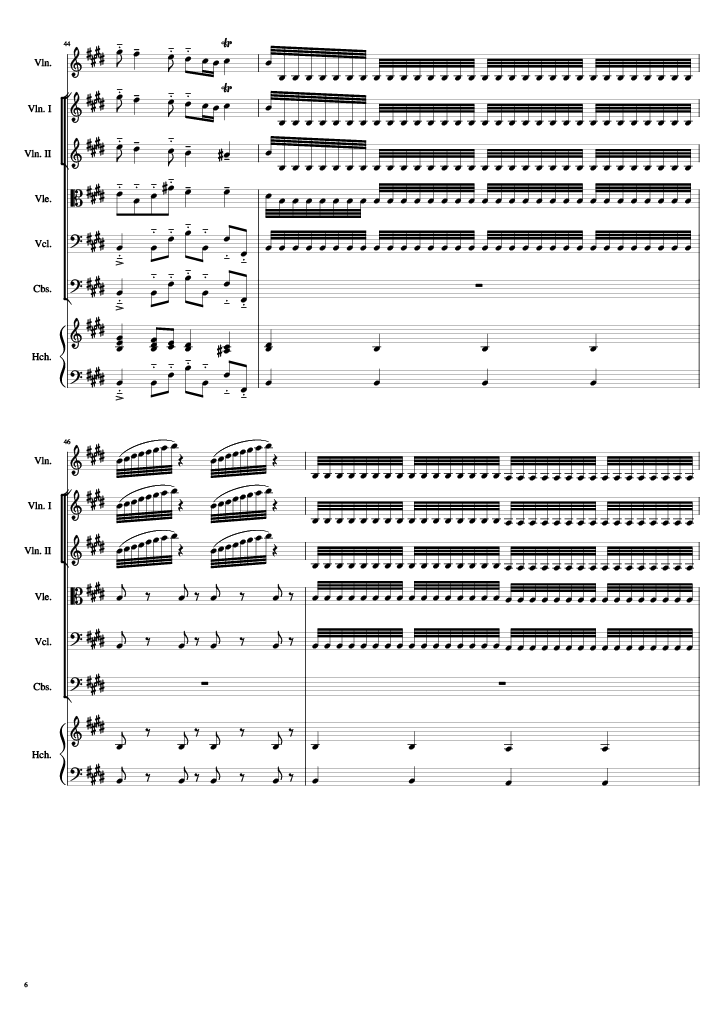 44
Vln.
Vln. I
Vln. II
Vle.
Vcl.
Cbs.
Hch.
46
Vln.
Vln. I
Vln. II
Vle.
Vcl.
Cbs.
Hch.
6